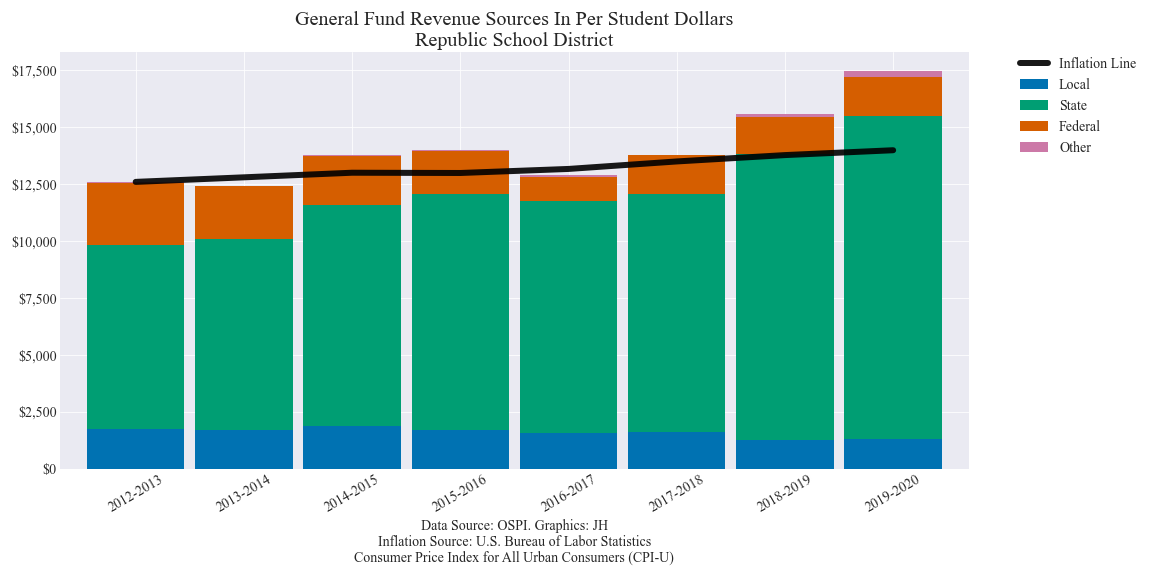 General Fund Revenue Sources In Per Student Dollars
Republic School District
$17,500
$15,000
$12,500
$10,000
$7,500
$5,000
$2,500
$0
Inflation Line
Local
State
Federal
Other
2012-2013
2013-2014
2014-2015
2015-2016
2016-2017
2017-2018
2018-2019
2019-2020
Data Source: OSPI. Graphics: JH
Inflation Source: U.S. Bureau of Labor Statistics
Consumer Price Index for All Urban Consumers (CPI-U)